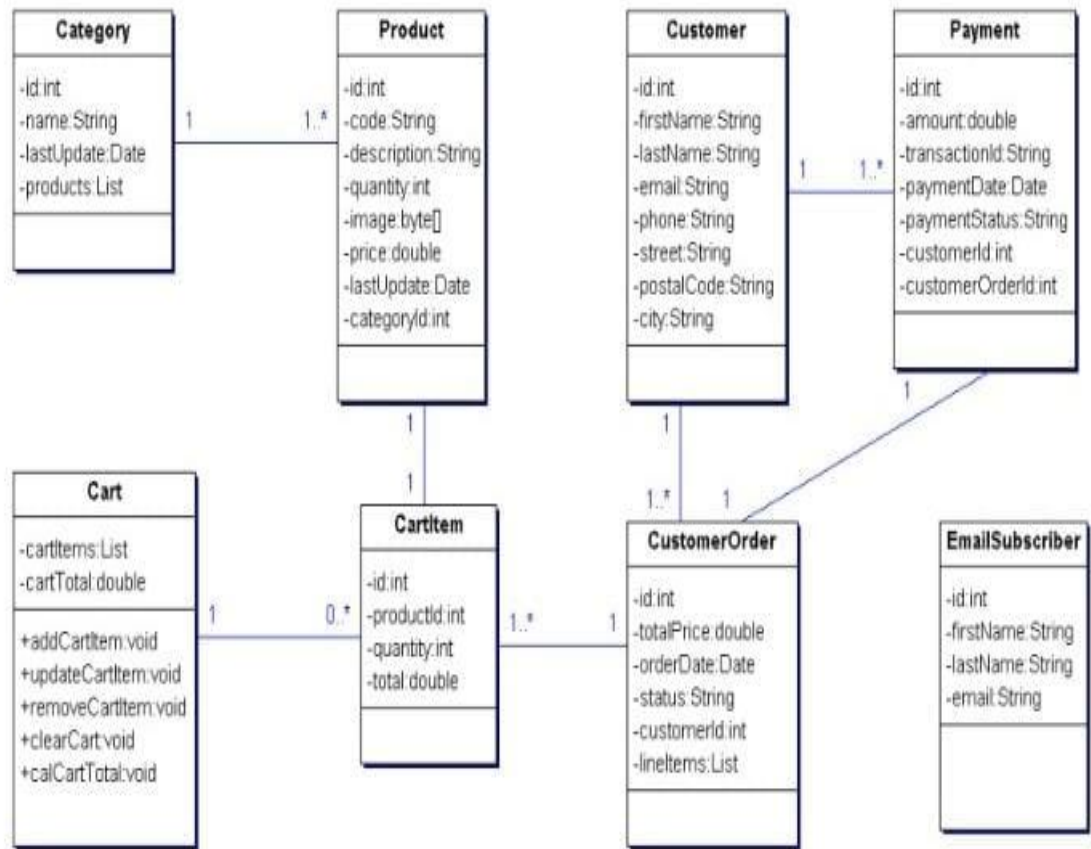 Category
-id:int
-name:String
-lastUpdate:Date
-products:List
1
1..*
Product
-id:int
-code:String
-description:String
-quantity:int
-image:byte[]
-price:double
-lastUpdate:Date
-categoryId:int
Customer
-id:int
-firstName:String
-lastName:String
-email:String
-phone:String
-street:String
-postalCode:String
-city:String
1
1..*
Payment
-id:int
-amount:double
-transactionId:String
-paymentDate:Date
-paymentStatus:String
-customerId:int
-customerOrderId:int
1
1
1
1..*
1
1
Cart
-cartItems:List
-cartTotal:double
+addCartItem:void
+updateCartItem:void
+removeCartItem:void
+clearCart:void
+calCartTotal:void
1
0..*
CartItem
-id:int
-productId:int
-quantity:int
-total:double
1..*
1
CustomerOrder
-id:int
-totalPrice:double
-orderDate:Date
-status:String
-customerId:int
-lineItems:List
EmailSubscriber
-id:int
-firstName:String
-lastName:String
-email:String